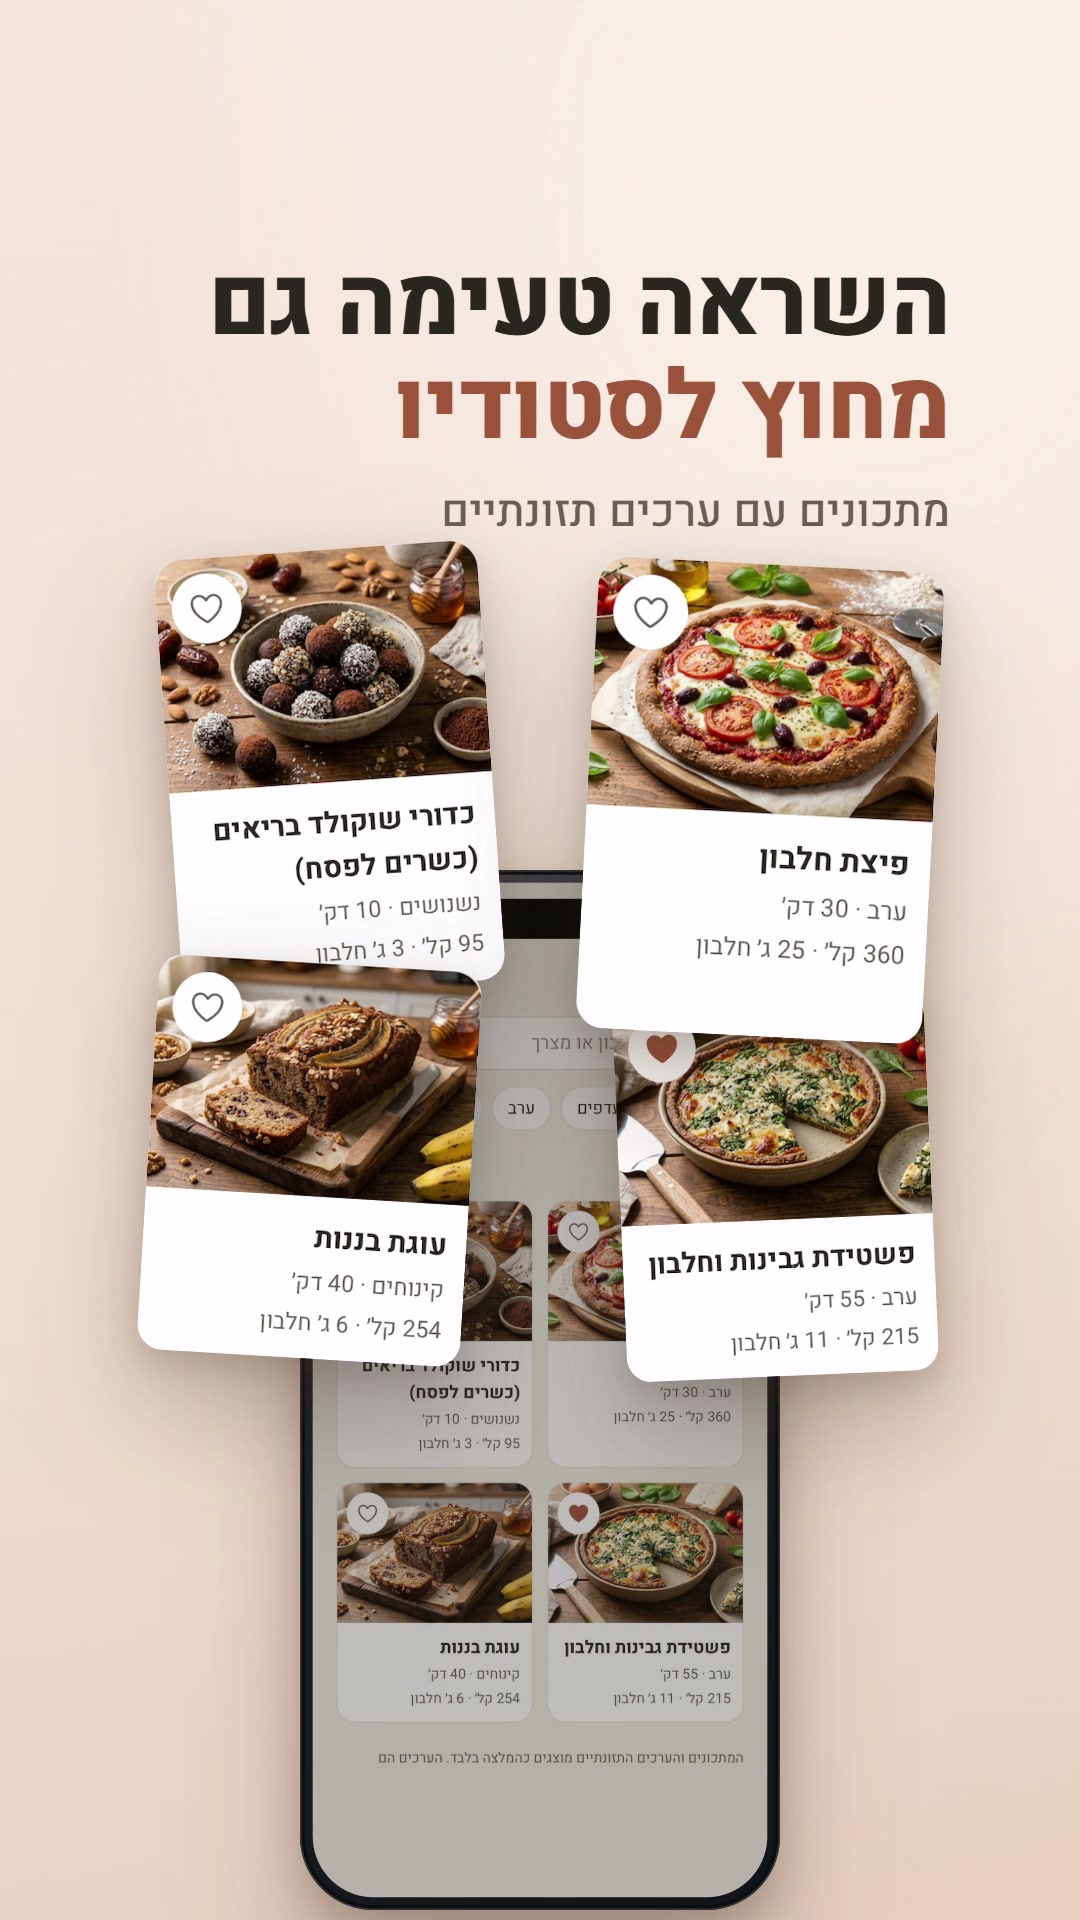 השראה טעימה גם
מחוץ לסטודיו
מתכונים עם ערכים תזונתיים
פיצת חלבון
ערב · 30 דק׳
360 קל׳ · 25 ג׳ חלבון
כדורי שוקולד בריאים
(כשרים לפסח)
נשנושים · 10 דק׳
95 קל׳ · 3 ג׳ חלבון
או מצרך
ערב
פשטידת גבינות וחלבון
ערב · 55 דק׳
215 קל׳ · 11 ג׳ חלבון
עוגת בננות
קינוחים · 40 דק׳
254 קל׳ · 6 ג׳ חלבון
ערב · 30 דק׳
360 קל׳ · 25 ג׳ חלבון
כדורי שוקולד בריאים
(כשרים לפסח)
נשנושים · 10 דק׳
95 קל׳ · 3 ג׳ חלבון
פשטידת גבינות וחלבון
ערב · 55 דק׳
215 קל׳ · 11 ג׳ חלבון
עוגת בננות
קינוחים · 40 דק׳
254 קל׳ · 6 ג׳ חלבון
המתכונים והערכים התזונתיים מוצגים כהמלצה בלבד. הערכים הם